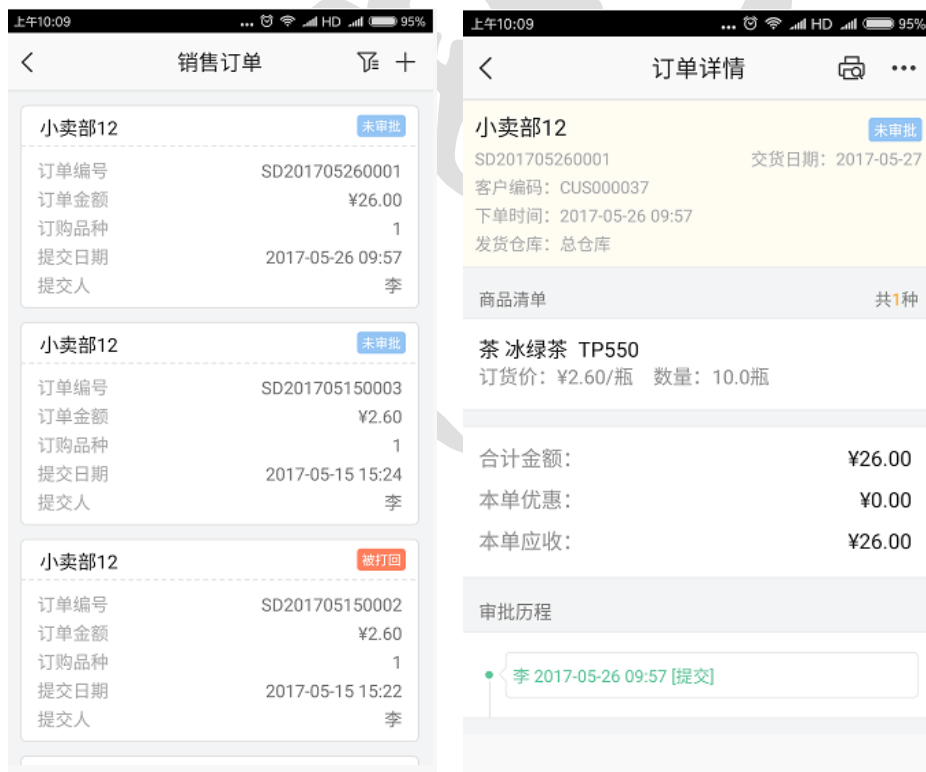 上午10:09 ... HD 95%
销售订单
小卖部12 未审批
订单编号 SD201705260001
订单金额 ¥26.00
订购品种 1
提交日期 2017-05-26 09:57
提交人 李
小卖部12 未审批
订单编号 SD201705150003
订单金额 ¥2.60
订购品种 1
提交日期 2017-05-15 15:24
提交人 李
小卖部12 被打回
订单编号 SD201705150002
订单金额 ¥2.60
订购品种 1
提交日期 2017-05-15 15:22
提交人 李
上午10:09 ... HD 95%
订单详情
小卖部12 未审批
SD201705260001 交货日期：2017-05-27
客户编码：CUS000037
下单时间：2017-05-26 09:57
发货仓库：总仓库
商品清单 共1种
茶 冰绿茶 TP550
订货价：¥2.60/瓶 数量：10.0瓶
合计金额： ¥26.00
本单优惠： ¥0.00
本单应收： ¥26.00
审批历程
李 2017-05-26 09:57 [提交]